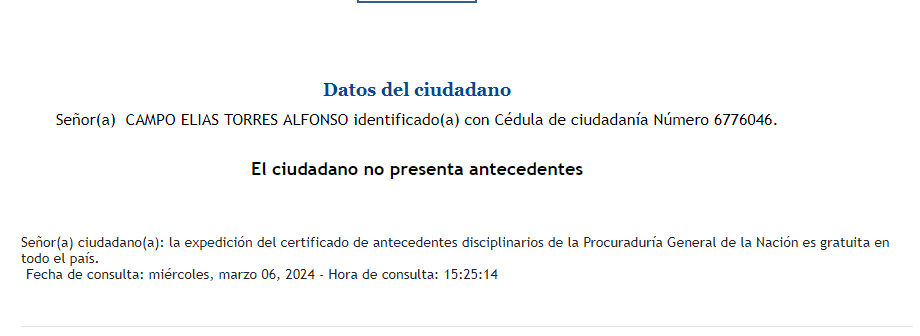 Datos del ciudadano
Señor(a) CAMPO ELIAS TORRES ALFONSO identificado(a) con Cédula de ciudadanía Número 6776046.
El ciudadano no presenta antecedentes
Señor(a) ciudadano(a): la expedición del certificado de antecedentes disciplinarios de la Procuraduría General de la Nación es gratuita en
todo el país.
Fecha de consulta: miércoles, marzo 06, 2024 - Hora de consulta: 15:25:14